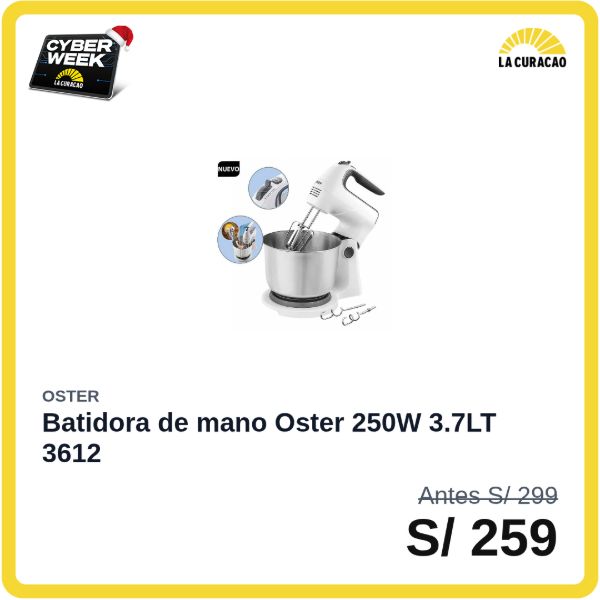 CYBER
WEEK
LA CURACAO
LA CURACAO
NUEVO
OSTER
Batidora de mano Oster 250W 3.7LT
3612
Antes S/ 299
S/ 259